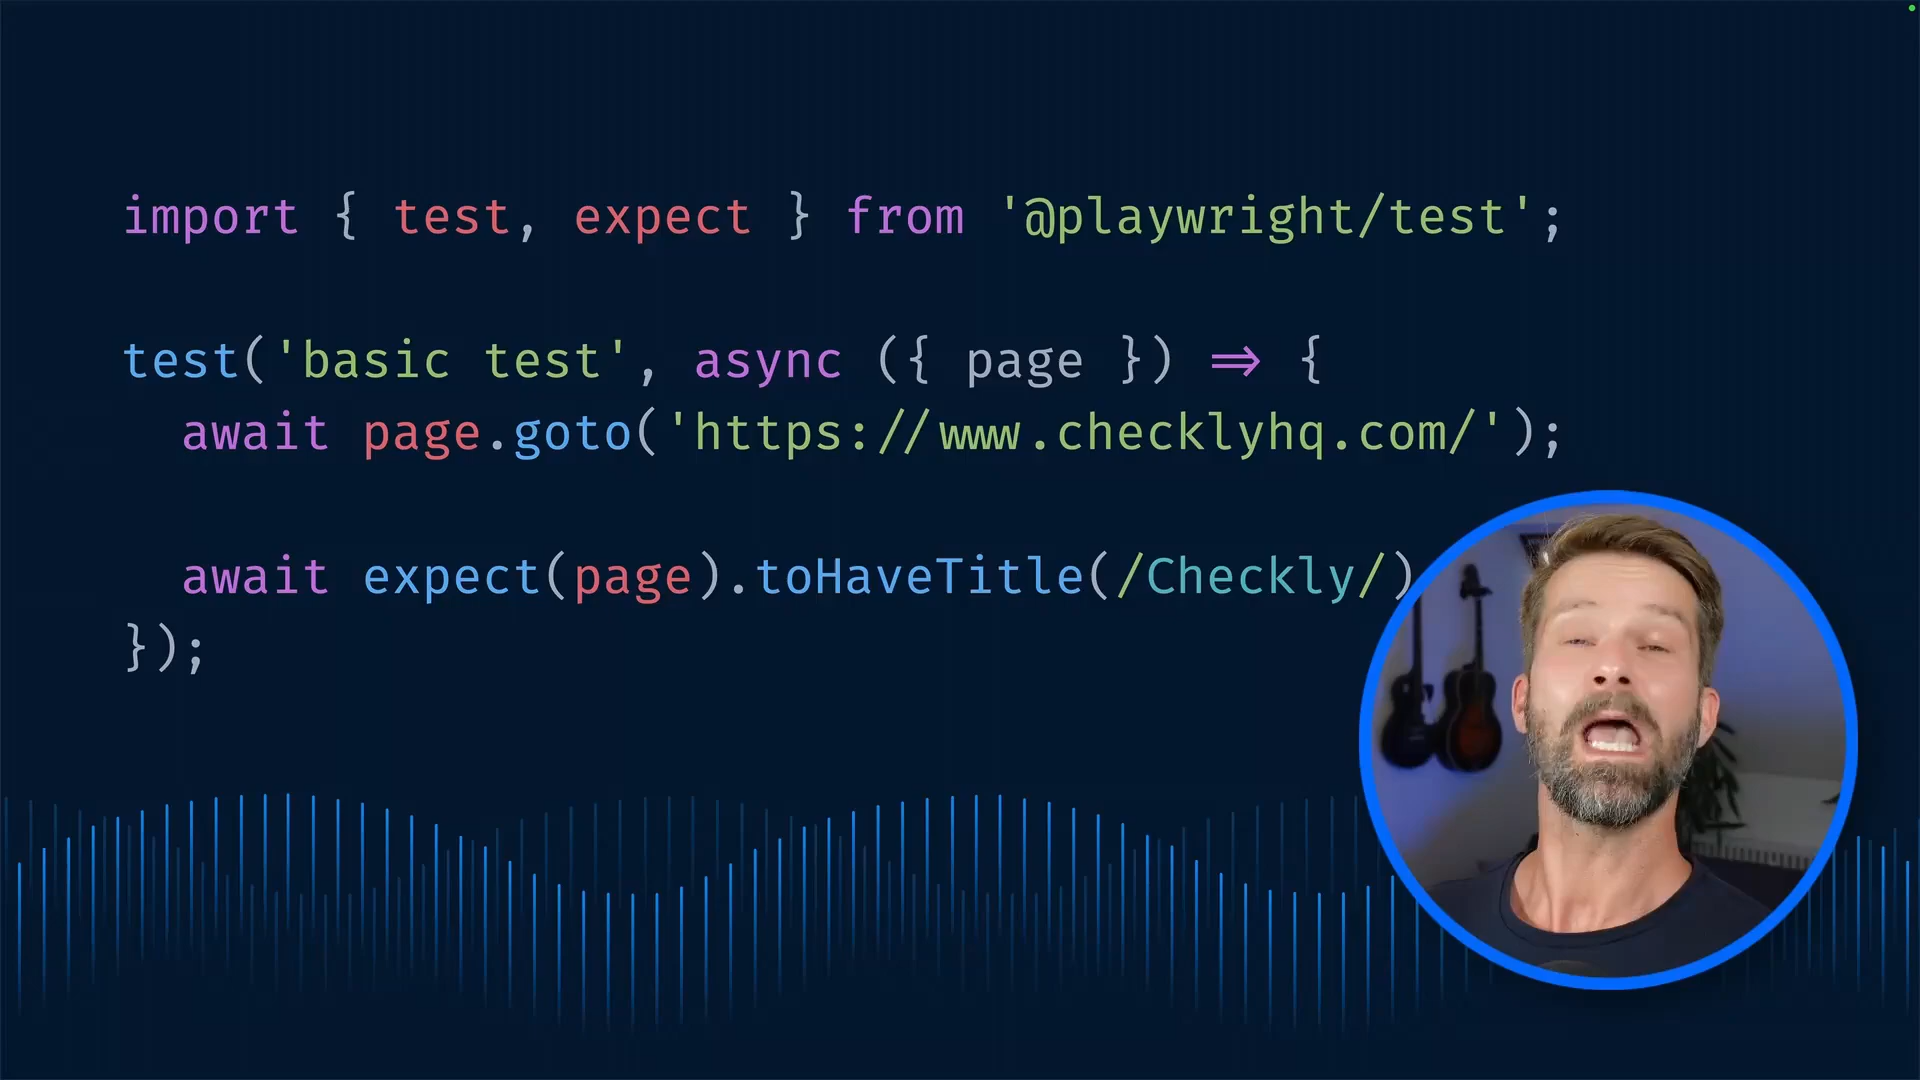 import { test, expect } from '@playwright/test';
test('basic test', async ({ page }) => {
await page.goto('https://www.checklyhq.com/');
await expect(page).toHaveTitle(/Checkly/)
});